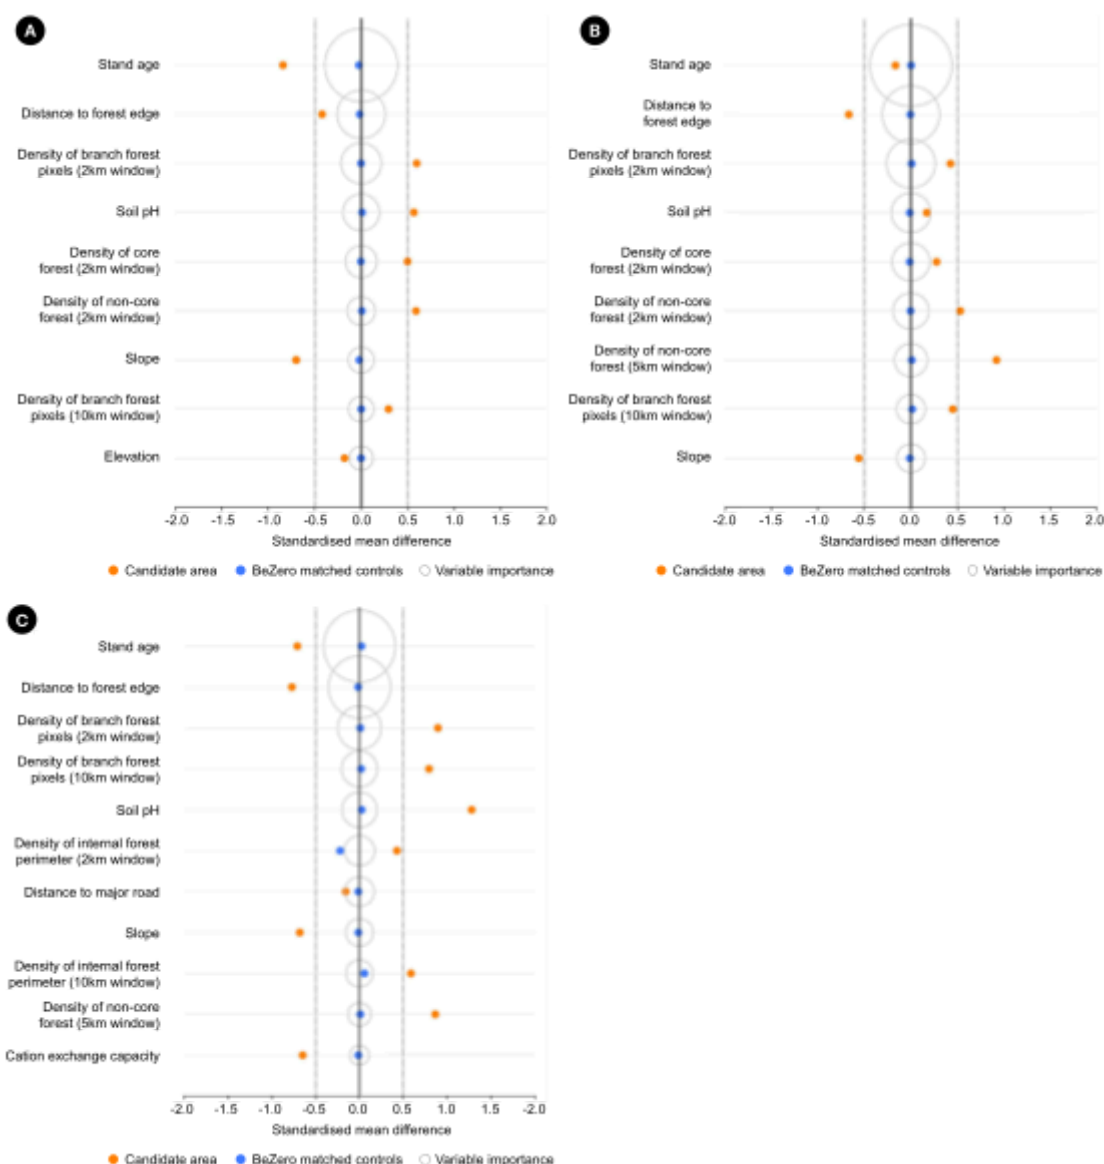 A
Stand age
Distance to forest edge
Density of branch forest
pixels (2km window)
Soil pH
Density of core
forest (2km window)
Density of non-core
forest (2km window)
Slope
Density of branch forest
pixels (10km window)
Elevation
-2.0 -1.5 -1.0 -0.5 0.0 0.5 1.0 1.5 2.0
Standardised mean difference
Candidate area BeZero matched controls Variable importance
B
Stand age
Distance to
forest edge
Density of branch forest
pixels (2km window)
Soil pH
Density of core
forest (2km window)
Density of non-core
forest (2km window)
Density of non-core
forest (5km window)
Density of branch forest
pixels (10km window)
Slope
-2.0 -1.5 -1.0 -0.5 0.0 0.5 1.0 1.5 2.0
Standardised mean difference
Candidate area BeZero matched controls Variable importance
C
Stand age
Distance to forest edge
Density of branch forest
pixels (2km window)
Density of branch forest
pixels (10km window)
Soil pH
Density of internal forest
perimeter (2km window)
Distance to major road
Slope
Density of internal forest
perimeter (10km window)
Density of non-core
forest (5km window)
Cation exchange capacity
-2.0 -1.5 -1.0 -0.5 0.0 0.5 1.0 1.5 -2.0
Standardised mean difference
Candidate area BeZero matched controls Variable importance